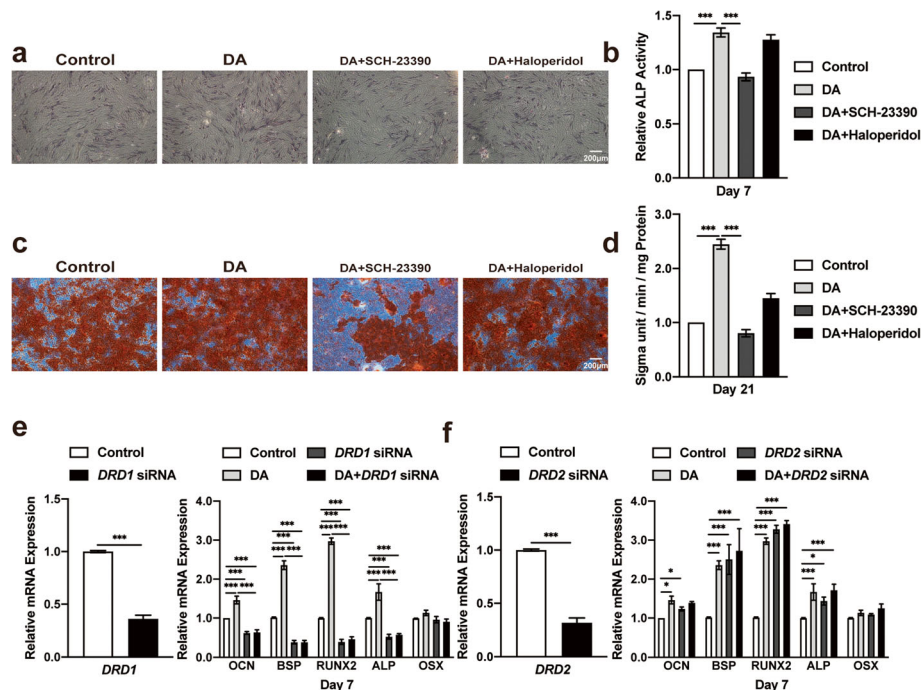 a
Control
DA
DA+SCH-23390
DA+Haloperidol
200μm
b
Relative ALP Activity
1.5
1.0
0.5
0.0
***
***
Day 7
Control
DA
DA+SCH-23390
DA+Haloperidol
c
Control
DA
DA+SCH-23390
DA+Haloperidol
200μm
d
Sigma unit / min / mg Protein
3.0
2.0
1.0
0.0
***
***
Day 21
Control
DA
DA+SCH-23390
DA+Haloperidol
e
Control
DRD1 siRNA
Relative mRNA Expression
1.5
1.0
0.5
0.0
***
DRD1
Control
DA
DRD1 siRNA
DA+DRD1 siRNA
Relative mRNA Expression
4.0
3.0
2.0
1.0
0.0
***
***
*** ***
***
***
*** ***
***
***
*** ***
***
***
*** ***
OCN BSP RUNX2 ALP OSX
Day 7
f
Control
DRD2 siRNA
Relative mRNA Expression
1.5
1.0
0.5
0.0
***
DRD2
Control
DA
DRD2 siRNA
DA+DRD2 siRNA
Relative mRNA Expression
4.0
3.0
2.0
1.0
0.0
*
*
***
***
***
***
***
***
***
*
***
OCN BSP RUNX2 ALP OSX
Day 7